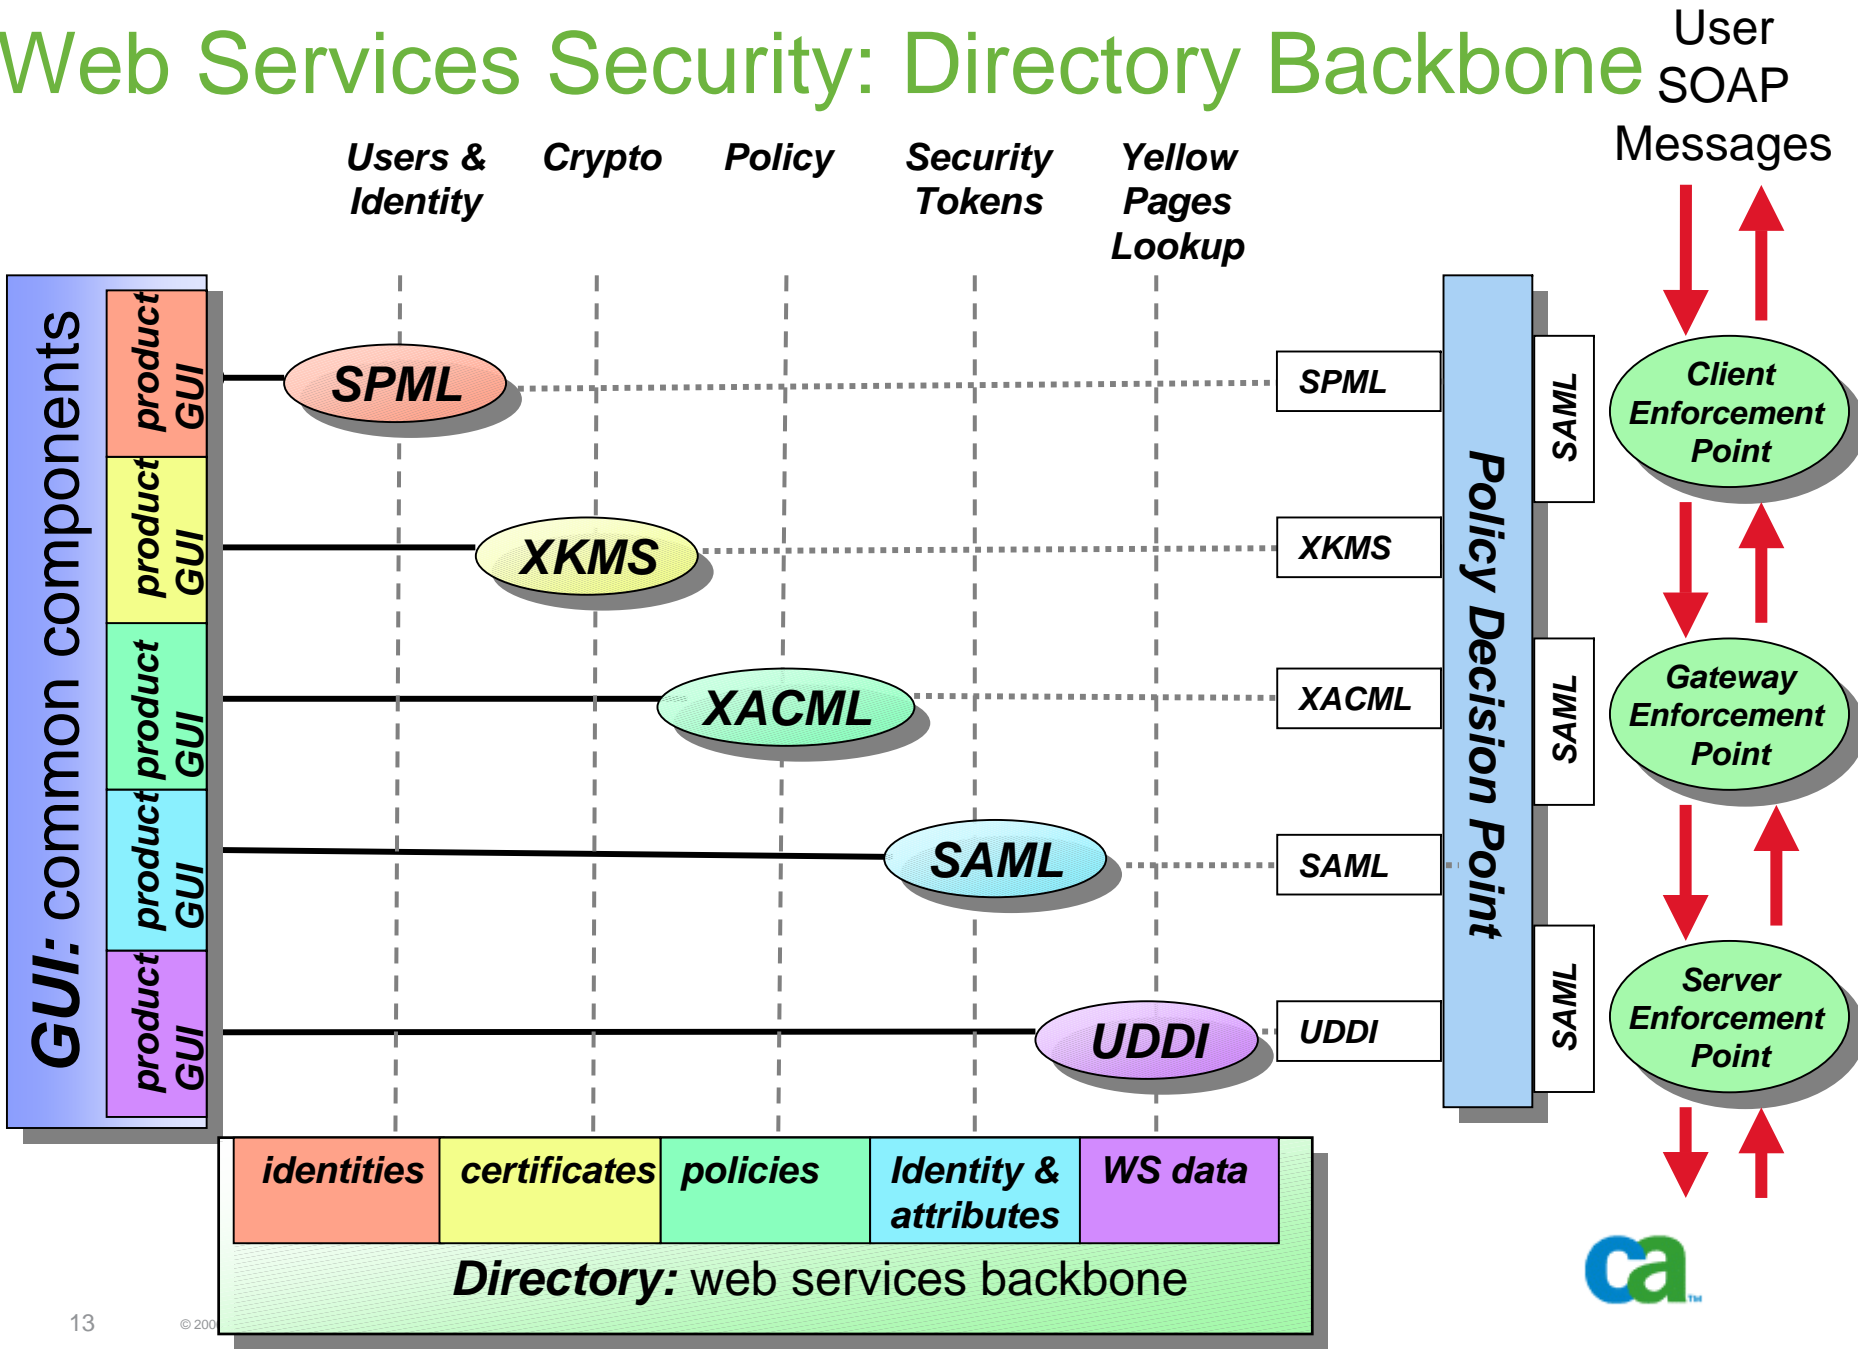 Web Services Security: Directory Backbone
User
SOAP
Messages
Users &
Identity
Crypto
Policy
Security
Tokens
Yellow
Pages
Lookup
GUI: common components
product
GUI
product
GUI
product
GUI
product
GUI
product
GUI
SPML
XKMS
XACML
SAML
UDDI
SPML
XKMS
XACML
SAML
UDDI
Policy Decision Point
SAML
SAML
SAML
Client
Enforcement
Point
Gateway
Enforcement
Point
Server
Enforcement
Point
identities
certificates
policies
Identity &
attributes
WS data
Directory: web services backbone
ca
TM
13
©